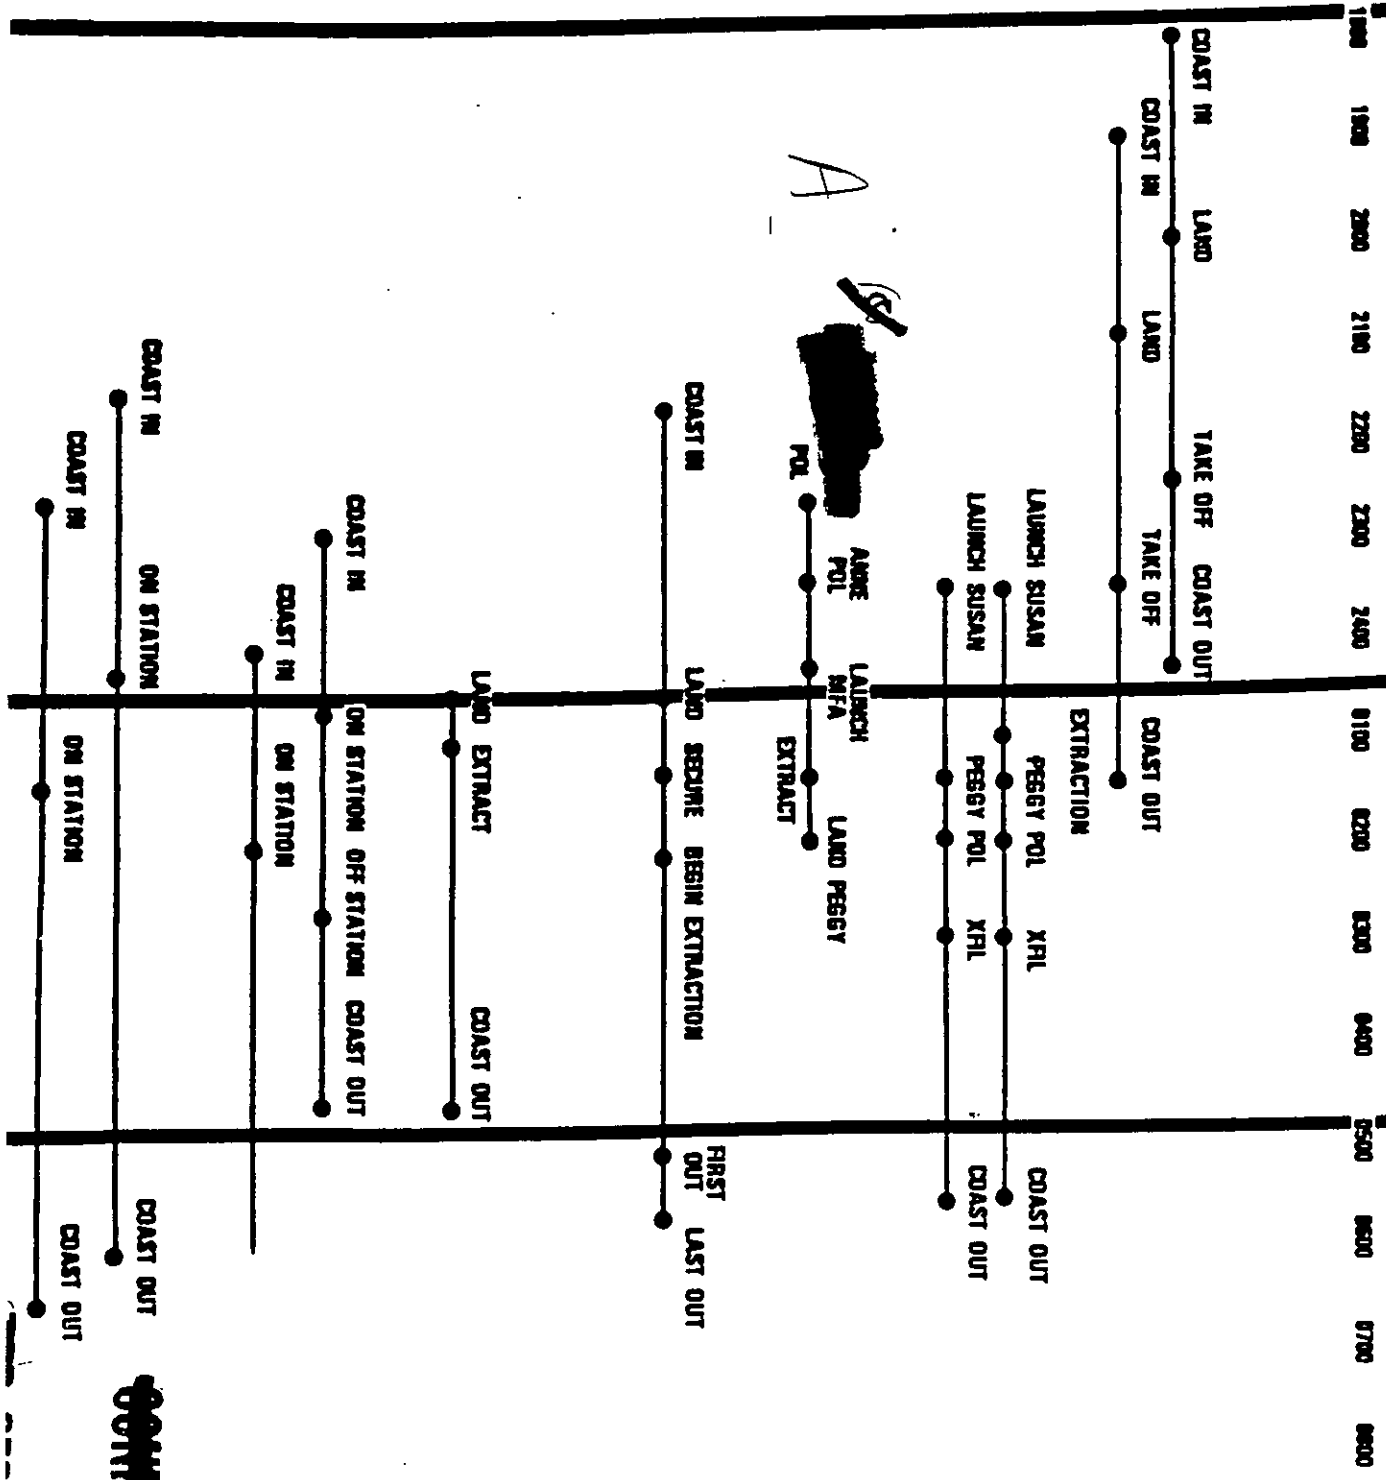 1800 1900 2000 2100 2200 2300 2400 0100 0200 0300 0400 0500 0600 0700 0800
COAST IN LAND TAKE OFF COAST OUT
COAST IN LAND TAKE OFF COAST OUT
EXTRACTION
LAUNCH SUSAN PEGGY POL XFIL COAST OUT
LAUNCH SUSAN PEGGY POL XFIL COAST OUT
A
POL
ANNE
POL
LAUNCH
EXTRACT
LAND PEGGY
COAST IN LAND SECURE BEGIN EXTRACTION
FIRST
OUT
LAST OUT
LAND EXTRACT COAST OUT
COAST IN ON STATION OFF STATION COAST OUT
COAST IN ON STATION
COAST IN ON STATION COAST OUT
COAST IN ON STATION COAST OUT